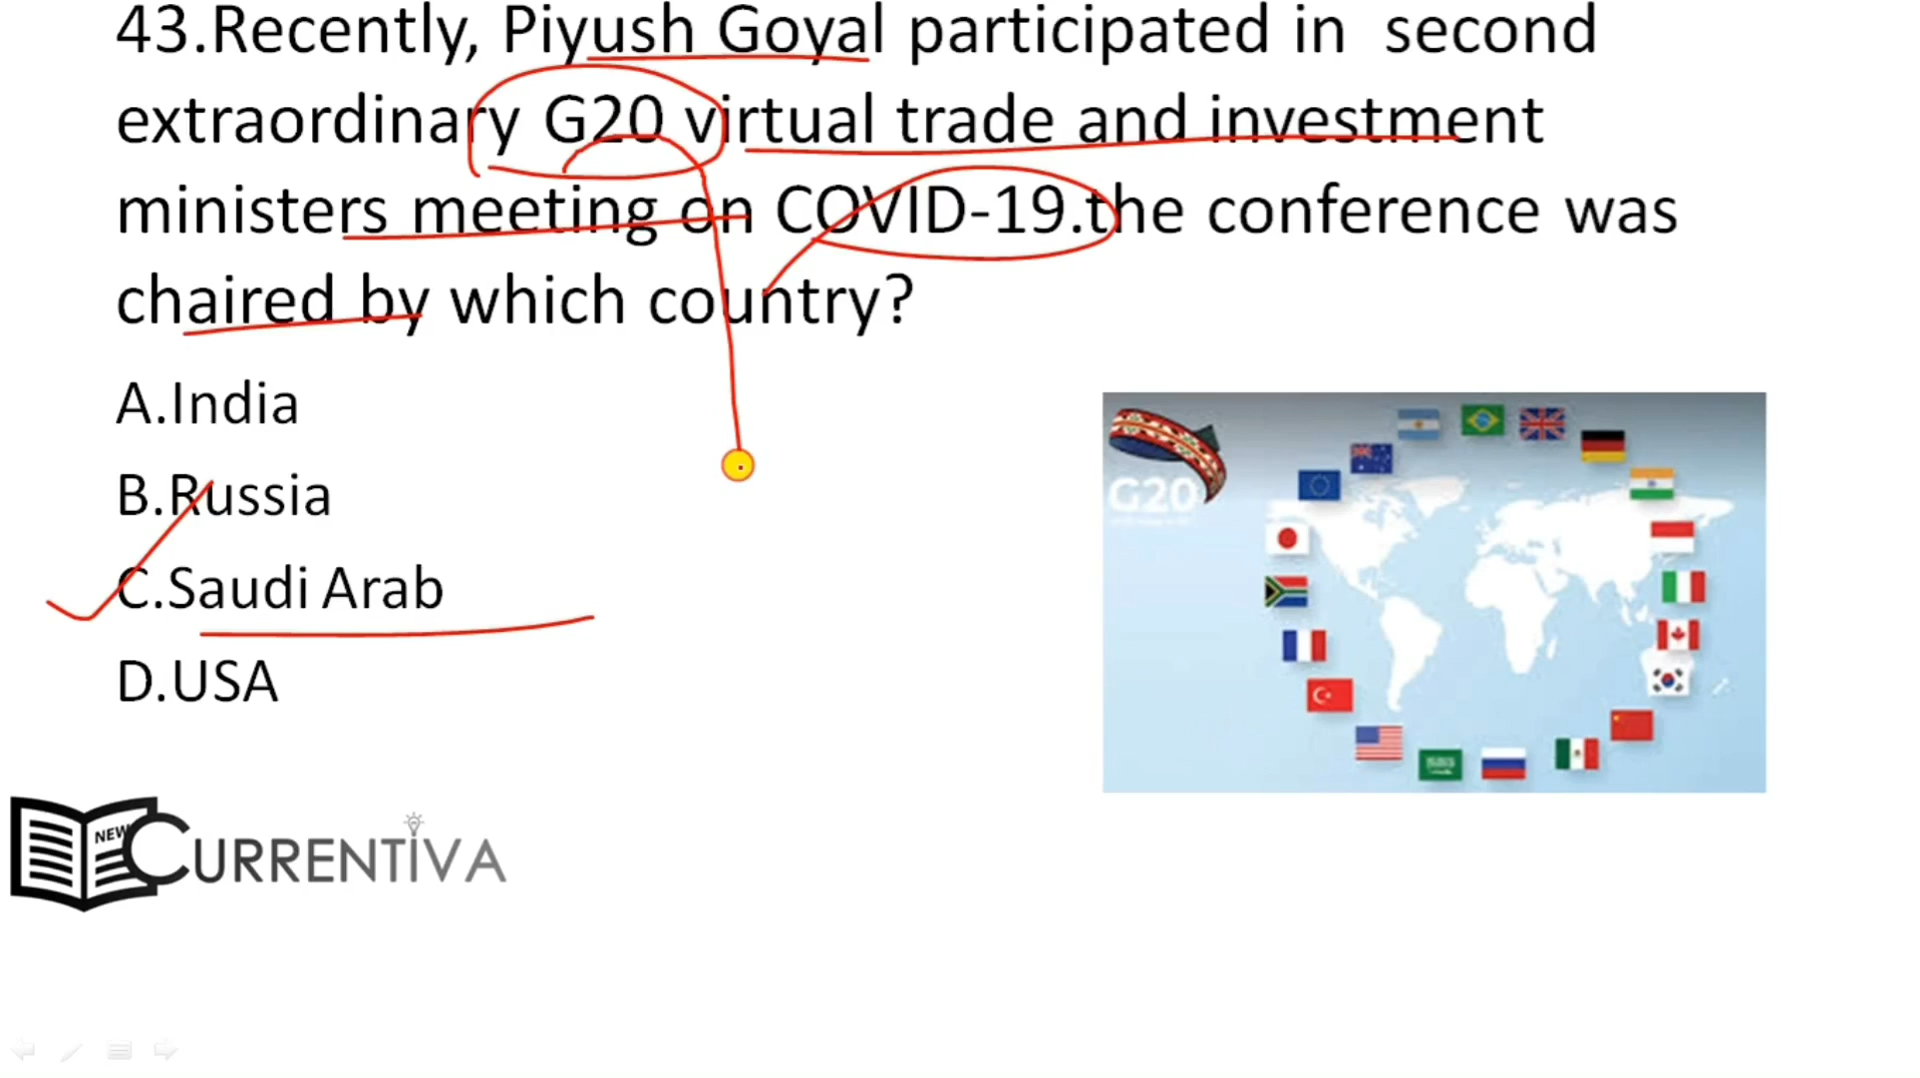 43.Recently, Piyush Goyal participated in second
extraordinary G20 virtual trade and investment
ministers meeting on COVID-19.the conference was
chaired by which country?
A.India
B.Russia
C.Saudi Arab
D.USA
G20
NEW
CURRENTIVA